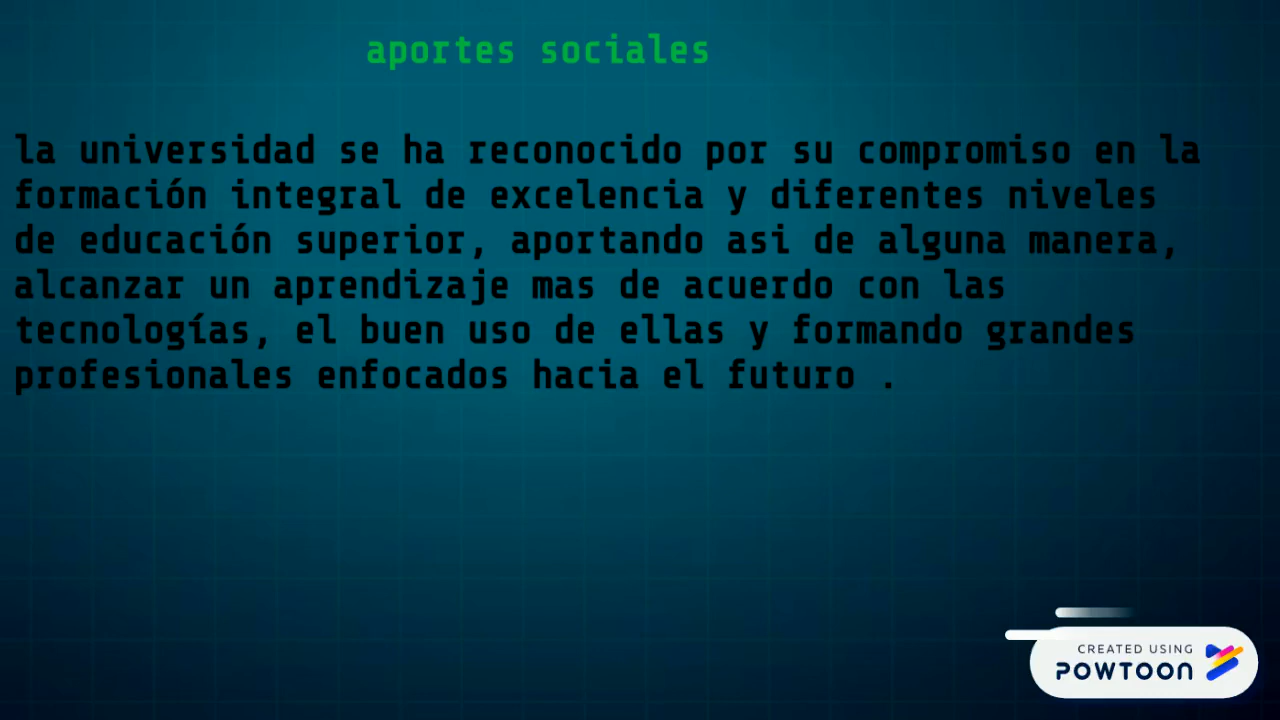 aportes sociales
la universidad se ha reconocido por su compromiso en la
formación integral de excelencia y diferentes niveles
de educación superior, aportando asi de alguna manera,
alcanzar un aprendizaje mas de acuerdo con las
tecnologías, el buen uso de ellas y formando grandes
profesionales enfocados hacia el futuro .
CREATED USING
POWTOON